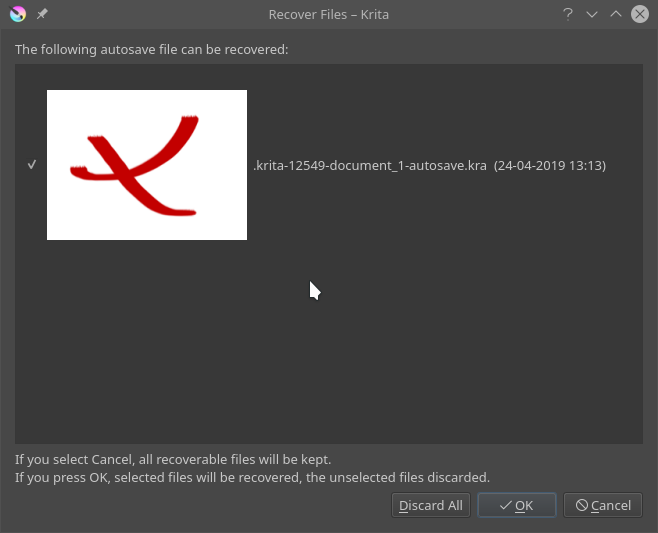 Recover Files – Krita
The following autosave file can be recovered:
.krita-12549-document_1-autosave.kra (24-04-2019 13:13)
If you select Cancel, all recoverable files will be kept.
If you press OK, selected files will be recovered, the unselected files discarded.
Discard All OK Cancel